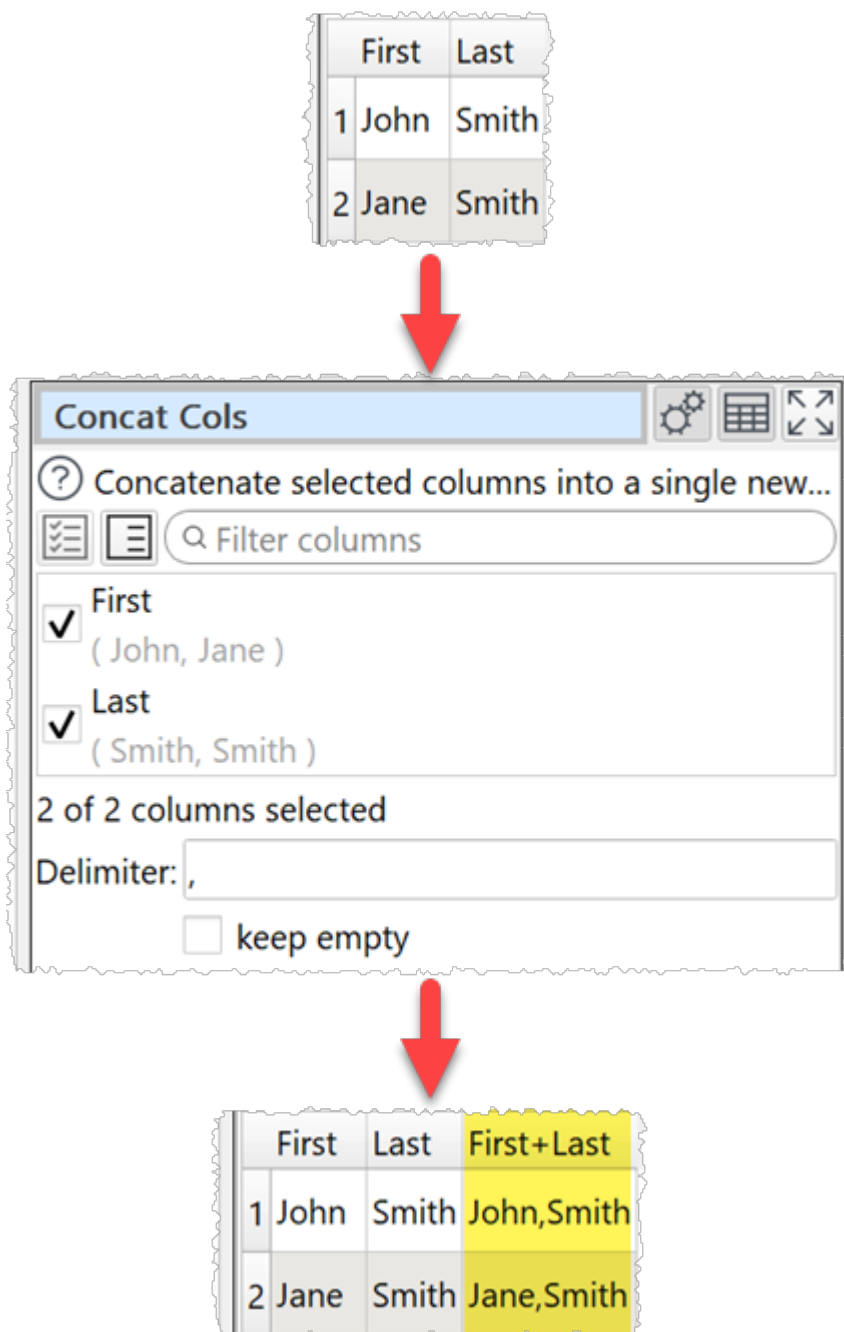 First Last
1 John Smith
2 Jane Smith
Concat Cols
? Concatenate selected columns into a single new...
Filter columns
First
( John, Jane )
Last
( Smith, Smith )
2 of 2 columns selected
Delimiter: ,
keep empty
First Last First+Last
1 John Smith John,Smith
2 Jane Smith Jane,Smith